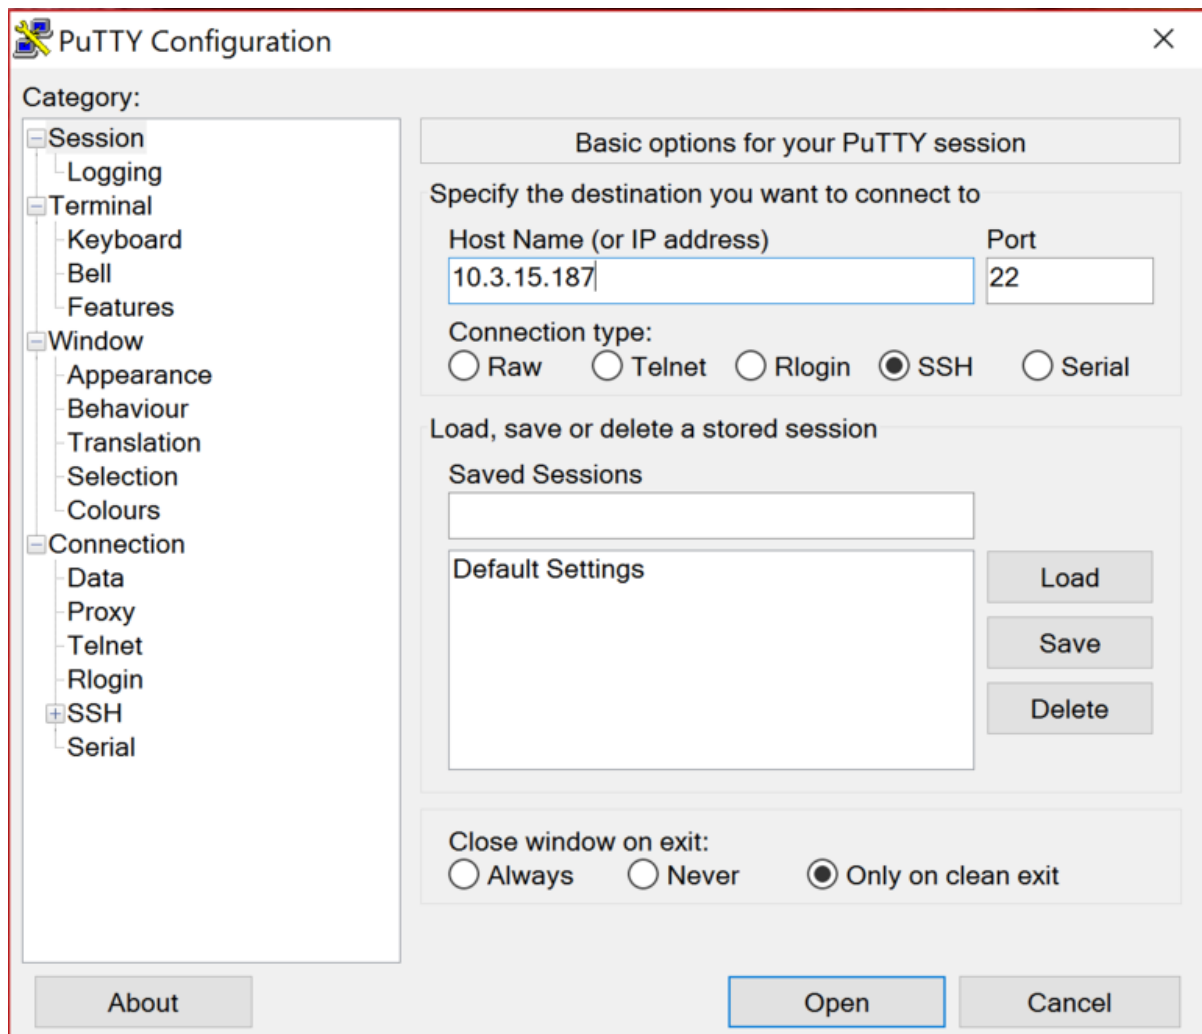 PuTTY Configuration
Category:
Session
Logging
Terminal
Keyboard
Bell
Features
Window
Appearance
Behaviour
Translation
Selection
Colours
Connection
Data
Proxy
Telnet
Rlogin
SSH
Serial
Basic options for your PuTTY session
Specify the destination you want to connect to
Host Name (or IP address) Port
10.3.15.187 22
Connection type:
Raw Telnet Rlogin SSH Serial
Load, save or delete a stored session
Saved Sessions
Default Settings
Load
Save
Delete
Close window on exit:
Always Never Only on clean exit
About Open Cancel